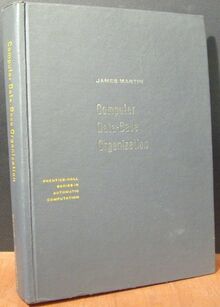 Computer Data-Base Organization
JAMES MARTIN
Computer
Data-Base
Organization
PRENTICE-HALL
SERIES IN
AUTOMATIC
COMPUTATION